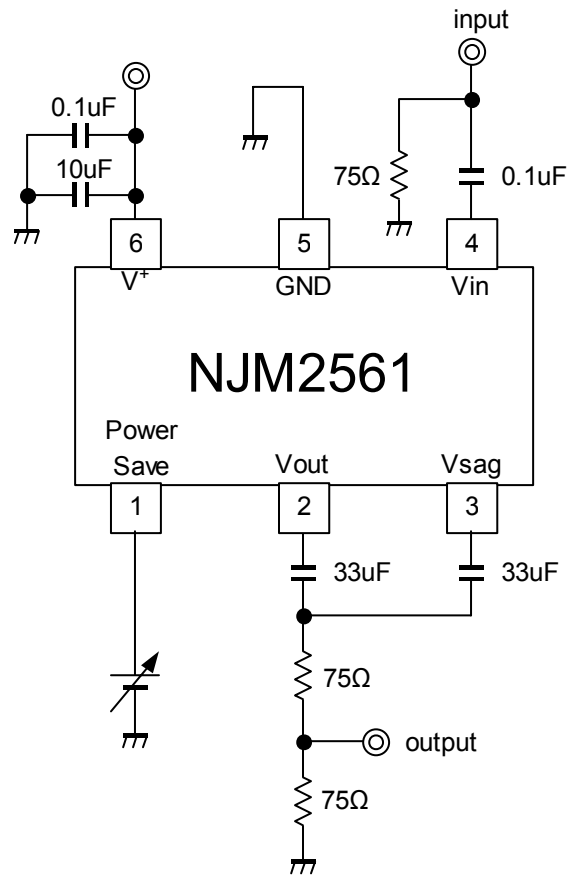 input
0.1uF
10uF
75Ω
0.1uF
6
5
4
V+
GND
Vin
NJM2561
Power
Save
Vout
Vsag
1
2
3
33uF
33uF
75Ω
output
75Ω